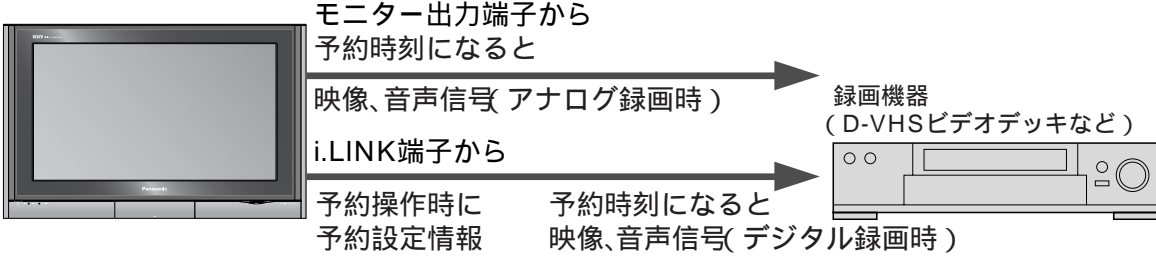 モニター出力端子から
予約時刻になると
映像、音声信号(アナログ録画時)
i.LINK端子から
予約操作時に 予約時刻になると
予約設定情報 映像、音声信号(デジタル録画時)
録画機器
(D-VHSビデオデッキなど)
Panasonic